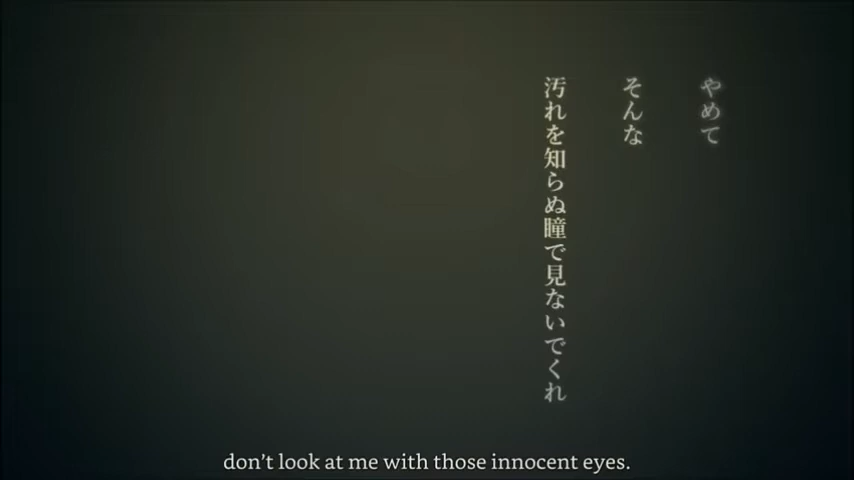 やめて
そんな
汚れを知らぬ瞳で見ないでくれ
don't look at me with those innocent eyes.